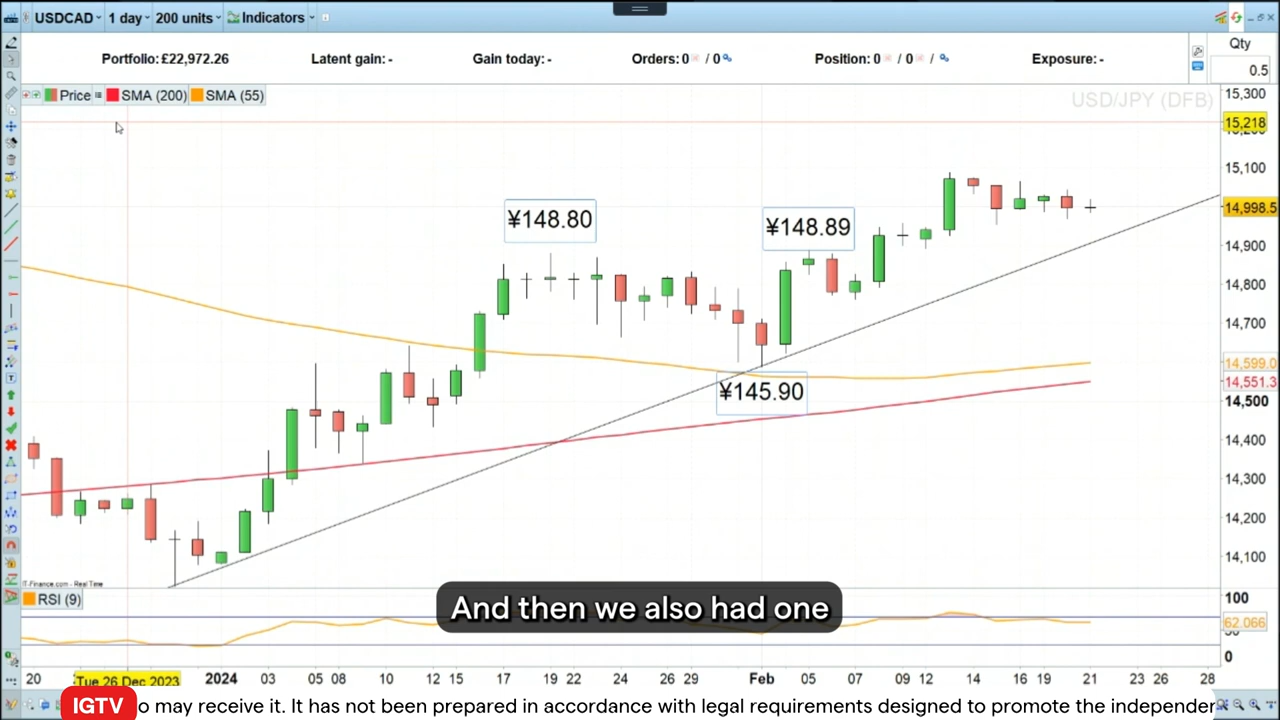 USDCAD 1 day 200 units Indicators
Portfolio: £22,972.26 Latent gain: - Gain today: - Orders: 0 / 0 Position: 0 / 0 / Exposure: -
Qty
0.5
Price SMA (200) SMA (55)
USD/JPY (DFB)
15,300
15,218
15,100
14,998.5
14,900
14,800
14,700
14,599.0
14,551.3
14,500
14,400
14,300
14,200
14,100
¥148.80
¥148.89
¥145.90
IT-Finance.com - Real Time
RSI (9)
And then we also had one
100
62.066
0
20 Tue 26 Dec 2023 2024 03 05 08 10 12 15 17 19 22 24 26 29 Feb 05 07 09 12 14 16 19 21 23 26 28
IGTV o may receive it. It has not been prepared in accordance with legal requirements designed to promote the independen